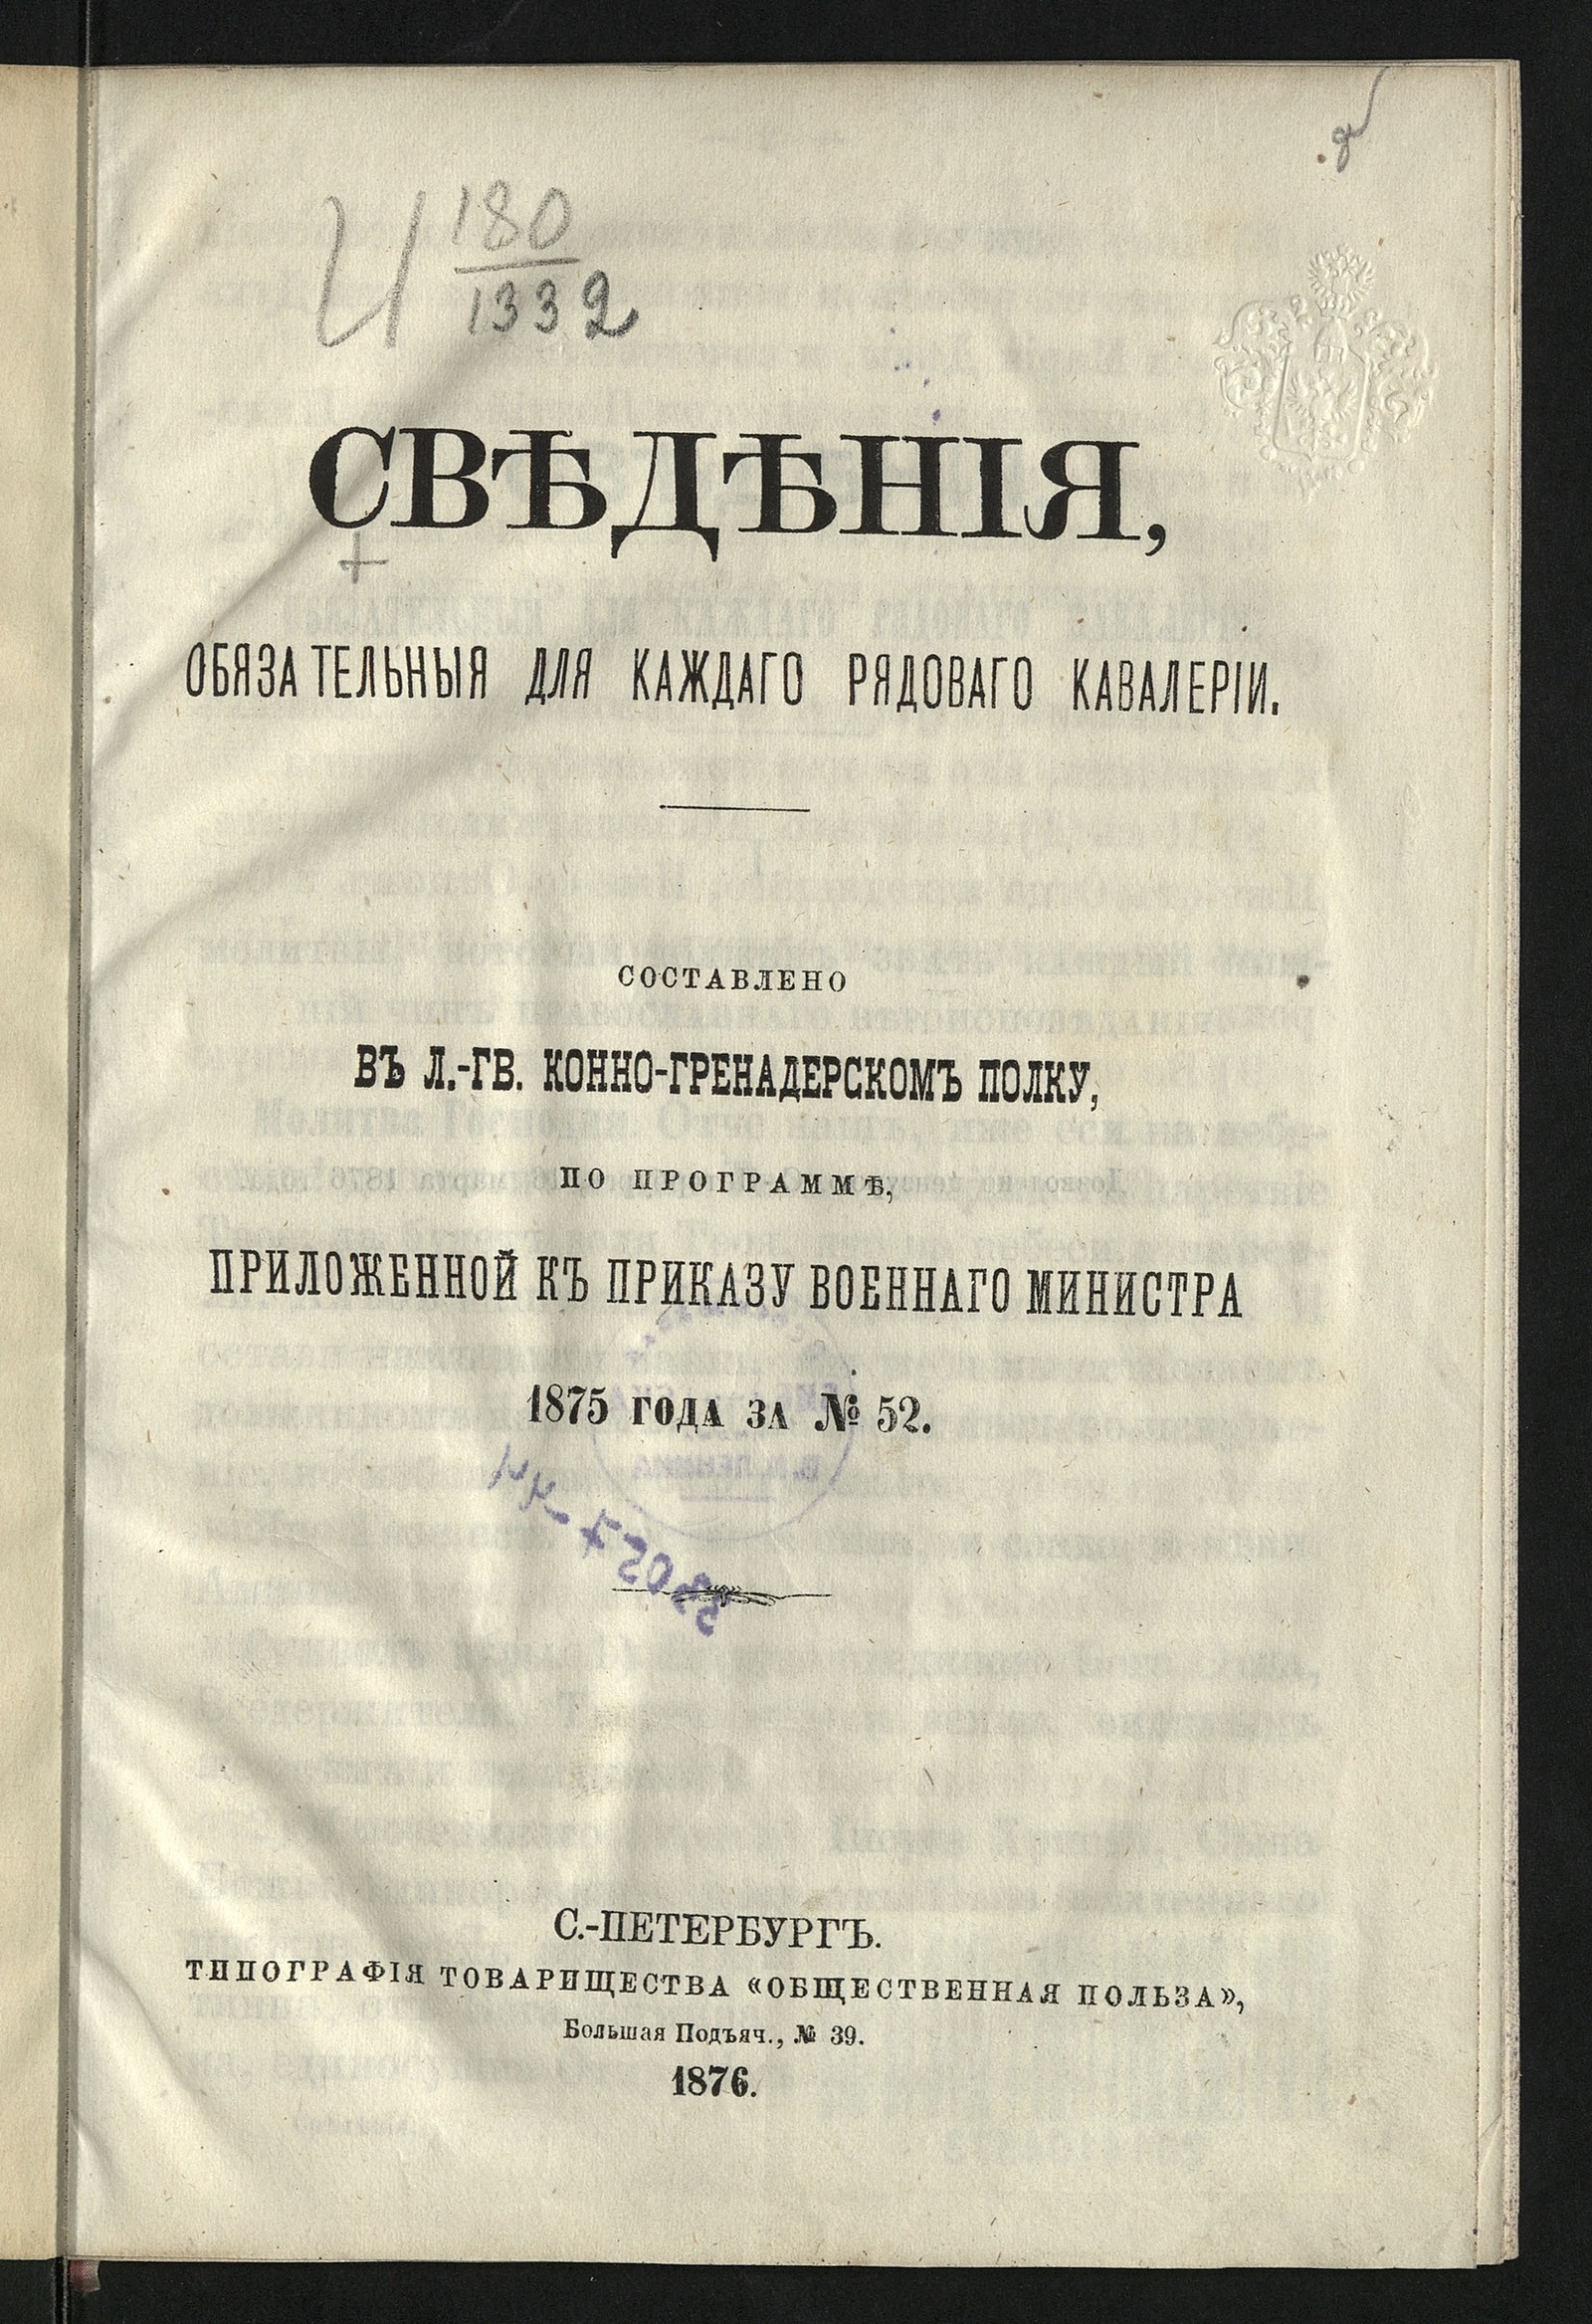 И 180
1332
СВѢДѢНІЯ,
ОБЯЗАТЕЛЬНЫЯ ДЛЯ КАЖДАГО РЯДОВАГО КАВАЛЕРІИ.
СОСТАВЛЕНО
ВЪ Л.-ГВ. КОННО-ГРЕНАДЕРСКОМЪ ПОЛКУ,
ПО ПРОГРАММѢ,
ПРИЛОЖЕННОЙ КЪ ПРИКАЗУ ВОЕННАГО МИНИСТРА
1875 ГОДА ЗА № 52.
С.-ПЕТЕРБУРГЪ.
ТИПОГРАФІЯ ТОВАРИЩЕСТВА «ОБЩЕСТВЕННАЯ ПОЛЬЗА»,
Большая Подъяч., № 39.
1876.